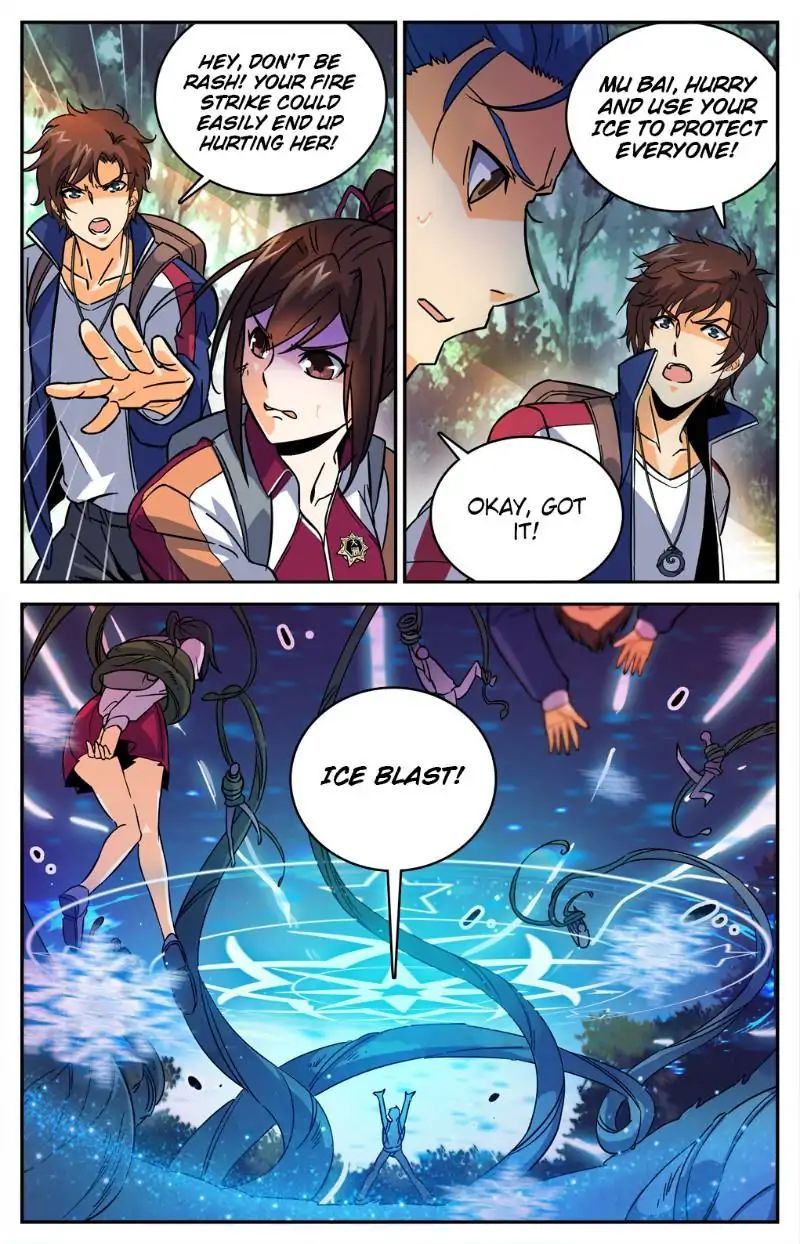 HEY, DON'T BE
RASH! YOUR FIRE
STRIKE COULD
EASILY END UP
HURTING HER!
MU BAI, HURRY
AND USE YOUR
ICE TO PROTECT
EVERYONE!
OKAY, GOT
IT!
ICE BLAST!